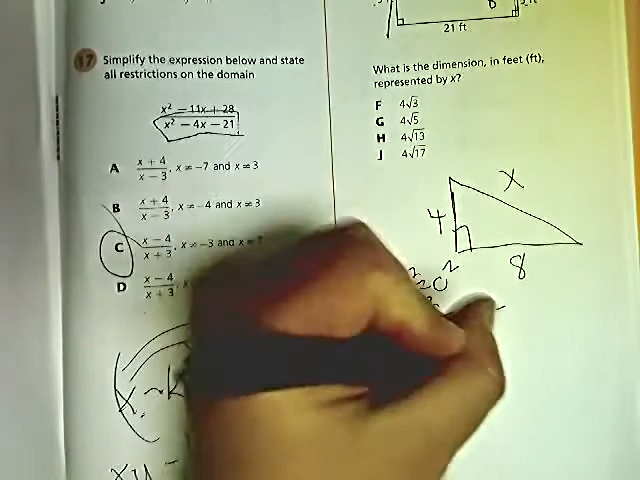 17 Simplify the expression below and state
all restrictions on the domain
x² − 11x + 28
x² − 4x − 21
A x + 4 / x − 3, x ≠ −7 and x ≠ 3
B x + 4 / x − 3, x ≠ −4 and x ≠ 3
C x − 4 / x + 3, x ≠ −3 and x ≠
D x − 4 / x + 3, x
21 ft
What is the dimension, in feet (ft),
represented by x?
F 4√3
G 4√5
H 4√13
J 4√17
x
4
8